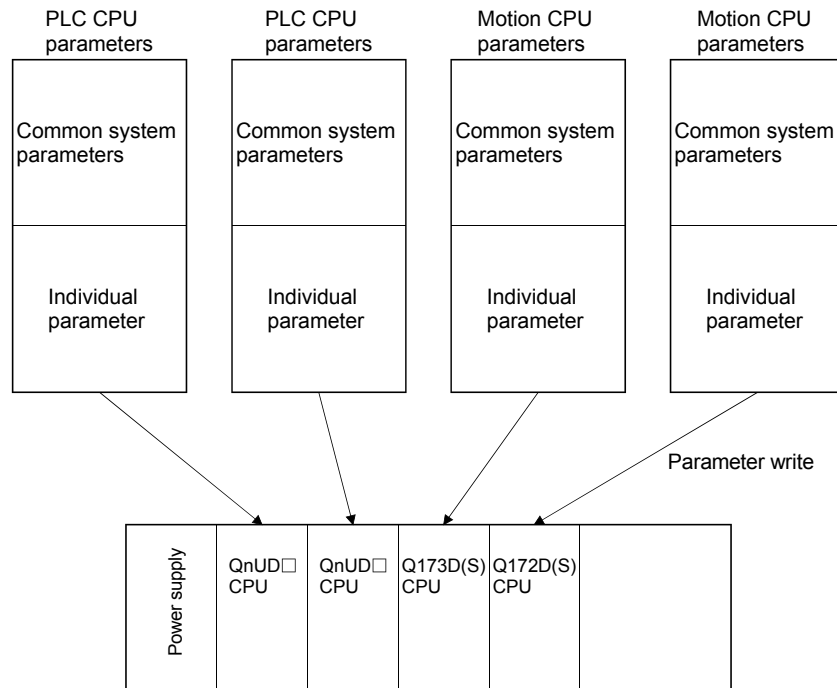 PLC CPU
parameters
PLC CPU
parameters
Motion CPU
parameters
Motion CPU
parameters
Common system
parameters
Common system
parameters
Common system
parameters
Common system
parameters
Individual
parameter
Individual
parameter
Individual
parameter
Individual
parameter
Parameter write
Power supply
QnUD□
CPU
QnUD□
CPU
Q173D(S)
CPU
Q172D(S)
CPU